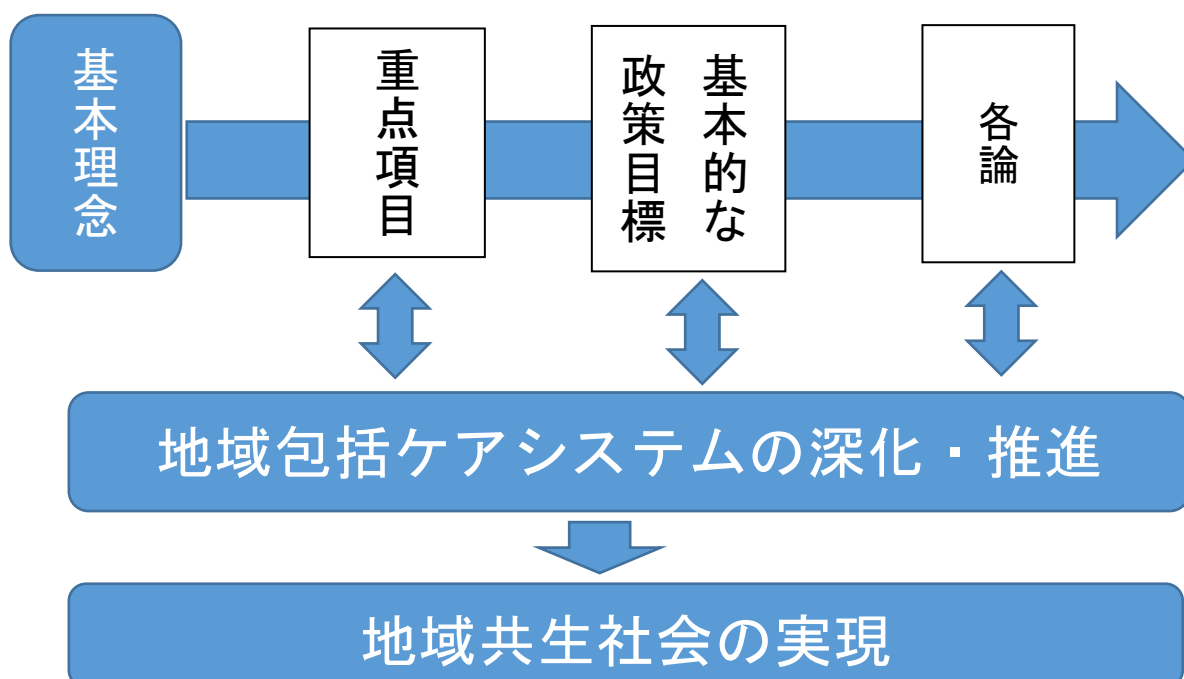 基本理念
重点項目
基本的な
政策目標
各論
地域包括ケアシステムの深化・推進
地域共生社会の実現